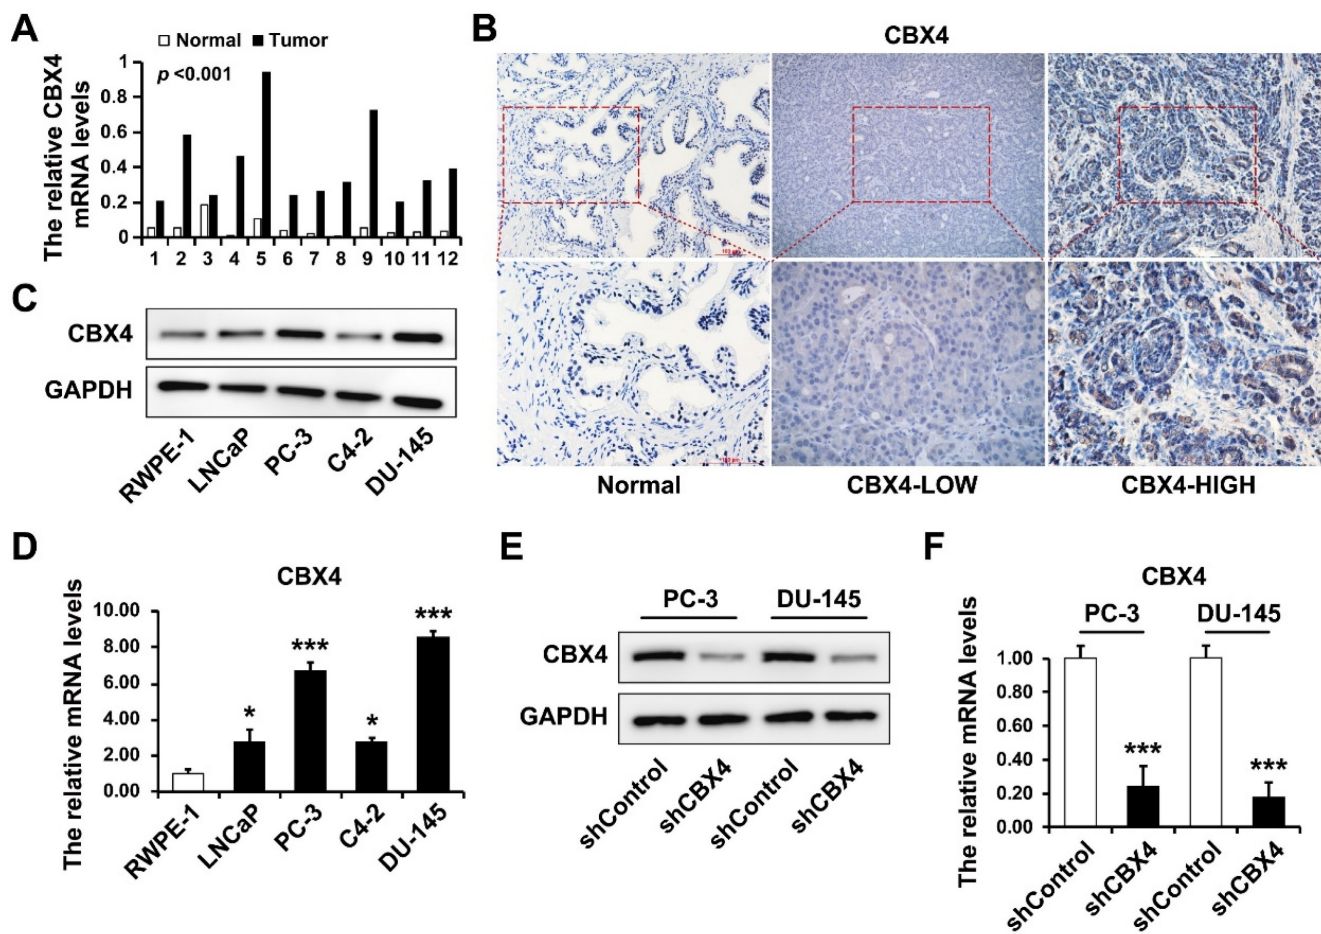 A
Normal Tumor
The relative CBX4
mRNA levels
p <0.001
1
0.8
0.6
0.4
0.2
0
1 2 3 4 5 6 7 8 9 10 11 12
B
CBX4
Normal
CBX4-LOW
CBX4-HIGH
C
CBX4
GAPDH
RWPE-1
LNCaP
PC-3
C4-2
DU-145
D
CBX4
The relative mRNA levels
10.00
8.00
6.00
4.00
2.00
0.00
*
***
*
***
RWPE-1
LNCaP
PC-3
C4-2
DU-145
E
PC-3 DU-145
CBX4
GAPDH
shControl
shCBX4
shControl
shCBX4
F
CBX4
PC-3 DU-145
The relative mRNA levels
1.00
0.80
0.60
0.40
0.20
0.00
***
***
shControl
shCBX4
shControl
shCBX4